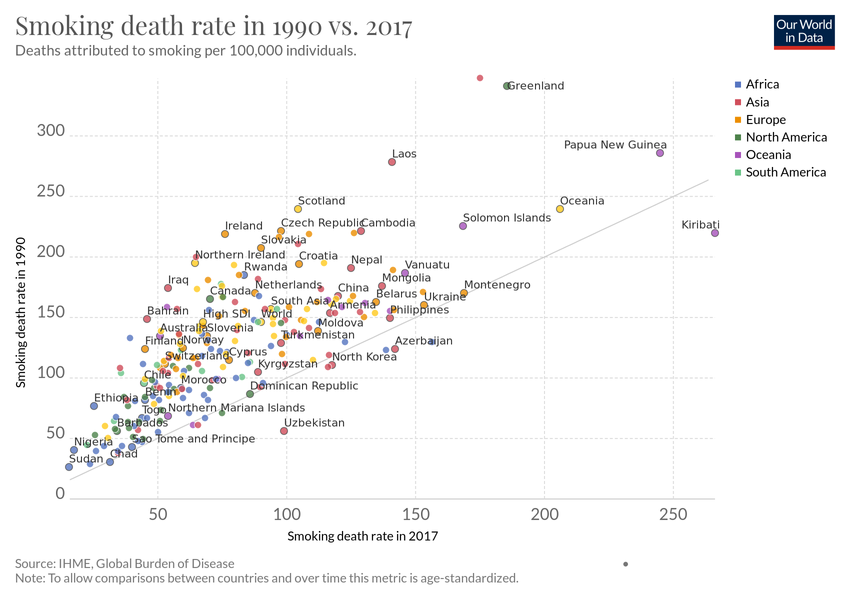 Smoking death rate in 1990 vs. 2017
Deaths attributed to smoking per 100,000 individuals.
Our World
in Data
Greenland
Africa
Asia
Europe
North America
Oceania
South America
300
Papua New Guinea
Laos
250
Scotland
Oceania
Ireland
Czech Republic
Cambodia
Solomon Islands
Kiribati
Slovakia
200
Northern Ireland
Croatia
Nepal
Vanuatu
Rwanda
Iraq
Canada
Netherlands
China
Mongolia
Montenegro
Belarus
Ukraine
150
Bahrain
High SDI
World
South Asia
Armenia
Philippines
Australia
Slovenia
Moldova
Turkmenistan
Azerbaijan
Finland
Norway
Switzerland
Cyprus
North Korea
Kyrgyzstan
100
Chile
Morocco
Dominican Republic
Ethiopia
Benin
Togo
Northern Mariana Islands
Barbados
Uzbekistan
50
Nigeria
Sao Tome and Principe
Sudan
Chad
0
50
100
150
200
250
Smoking death rate in 1990
Smoking death rate in 2017
Source: IHME, Global Burden of Disease
Note: To allow comparisons between countries and over time this metric is age-standardized.